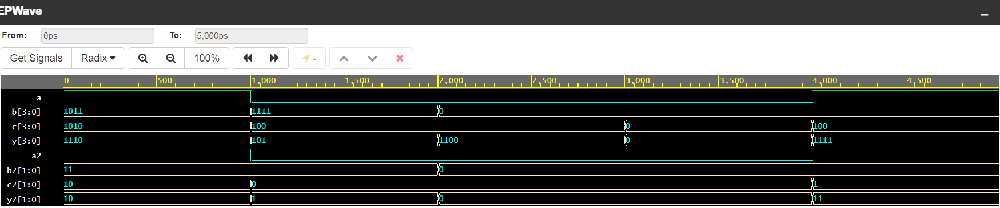 EPWave
From: 0ps To: 5,000ps
Get Signals Radix 100% -
0 500 1,000 1,500 2,000 2,500 3,000 3,500 4,000 4,500
a
b[3:0] 1011 1111 0
c[3:0] 1010 100 0 100
y[3:0] 1110 101 1100 0 1111
a2
b2[1:0] 11 0
c2[1:0] 10 0 1
y2[1:0] 10 1 0 11